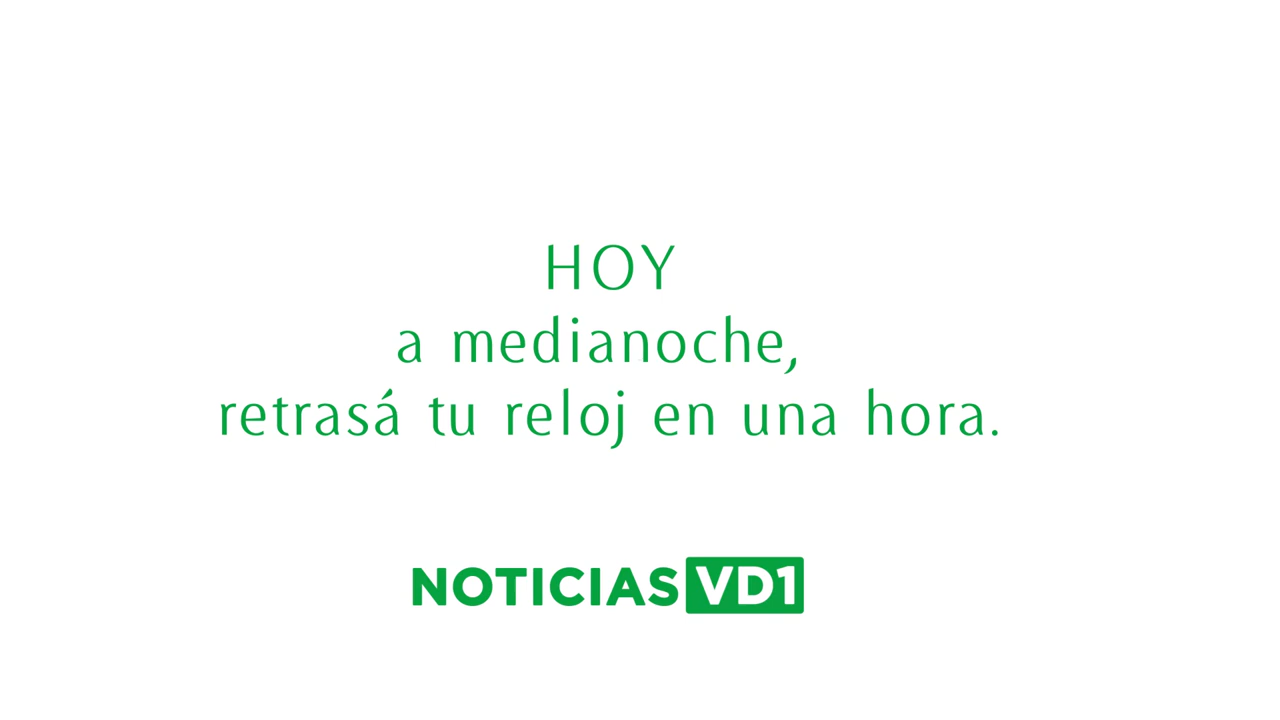 HOY
a medianoche,
retrasá tu reloj en una hora.
NOTICIAS VD1